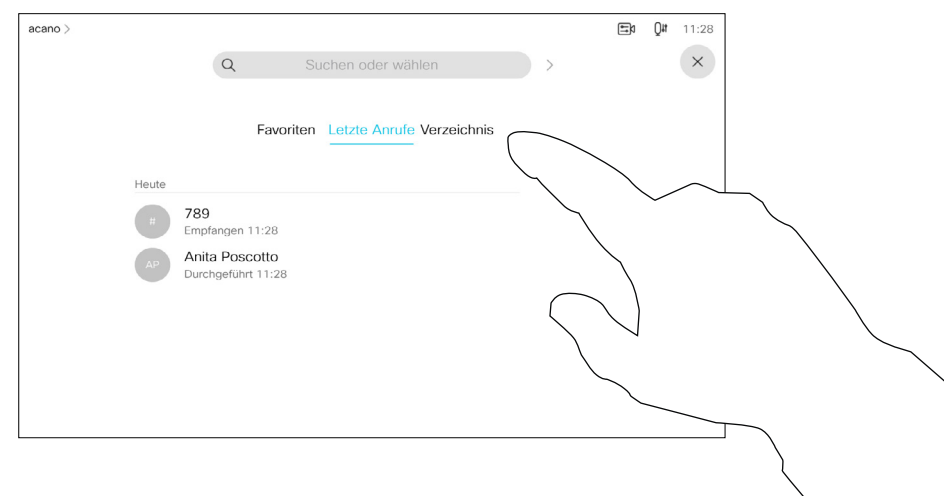 acano > 11:28
Suchen oder wählen
Favoriten Letzte Anrufe Verzeichnis
Heute
#
789
Empfangen 11:28
AP
Anita Poscotto
Durchgeführt 11:28